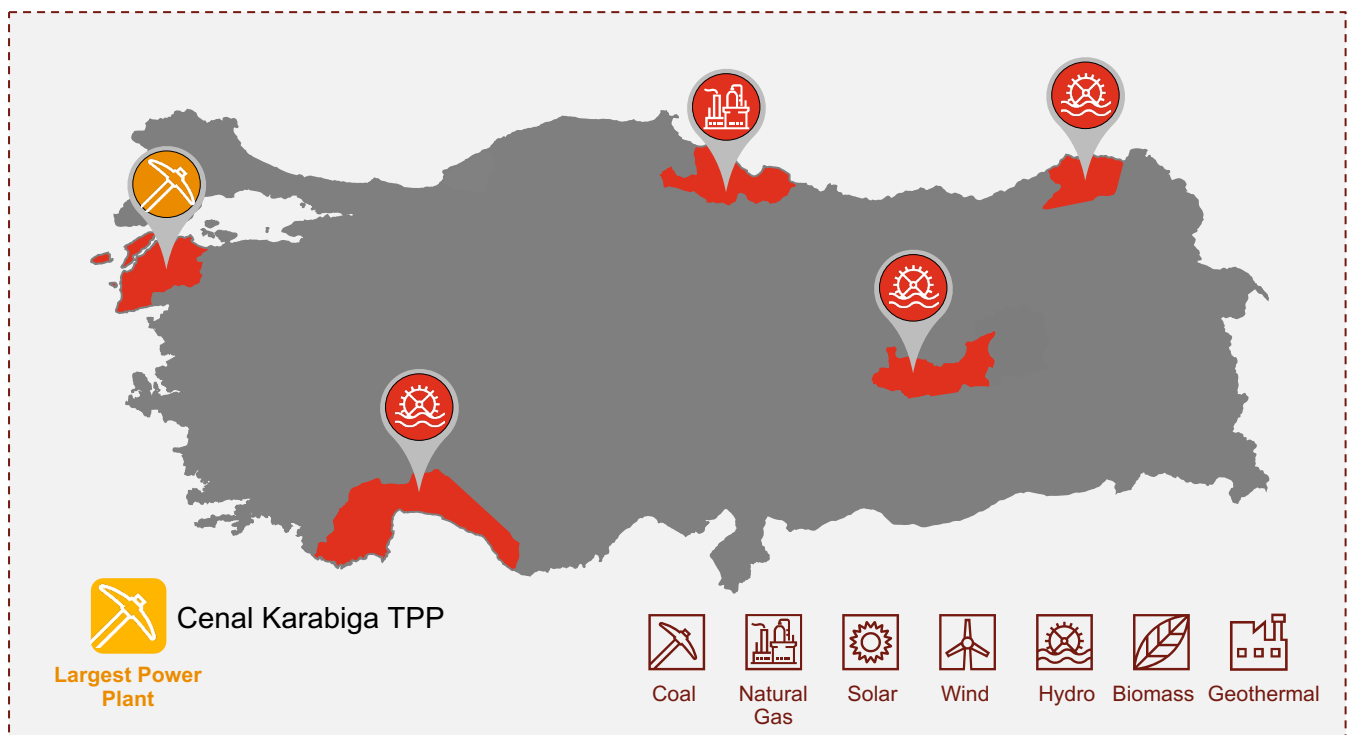 Cenal Karabiga TPP
Largest Power
Plant
Coal
Natural
Gas
Solar
Wind
Hydro
Biomass
Geothermal